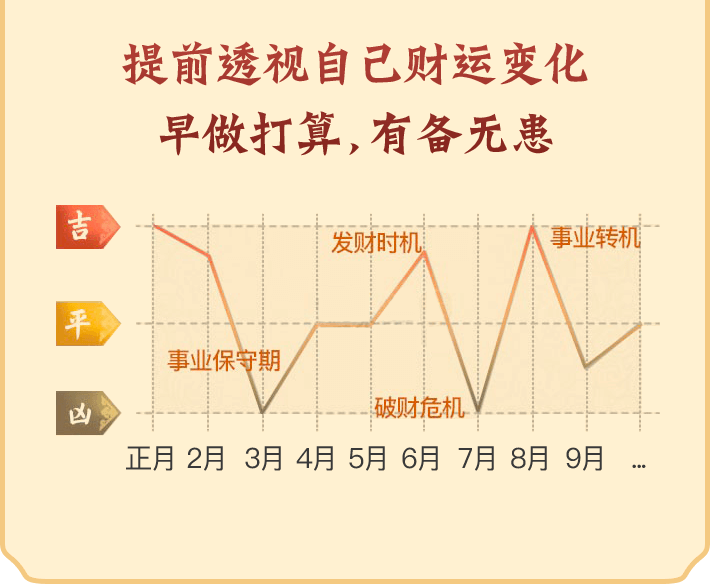 提前透视自己财运变化
早做打算,有备无患
吉
发财时机
事业转机
平
事业保守期
凶
破财危机
正月 2月 3月 4月 5月 6月 7月 8月 9月 ...